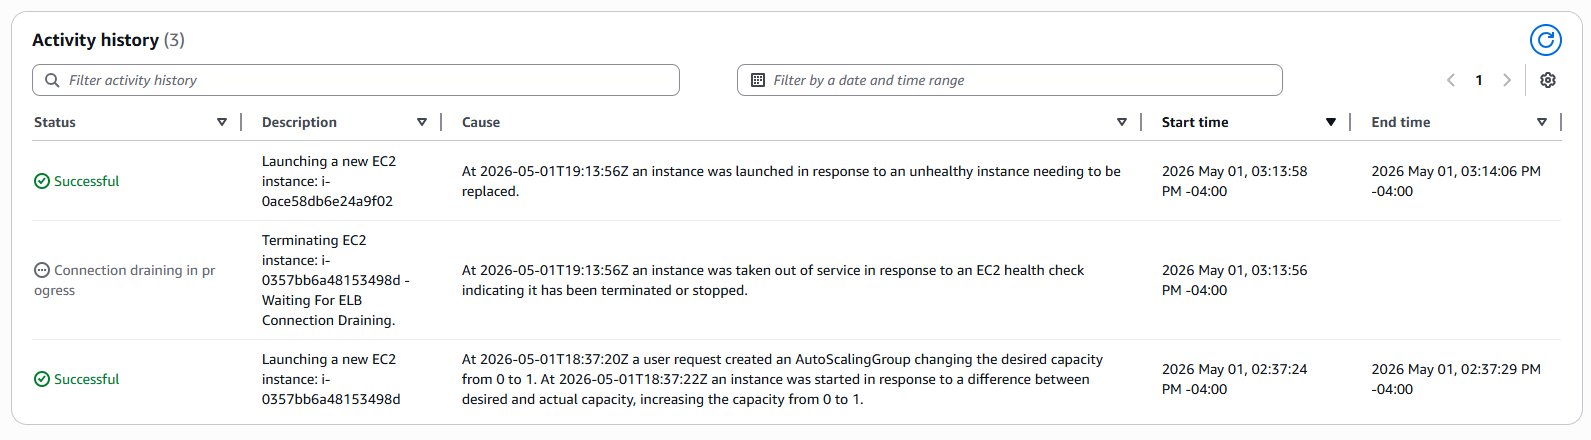 Activity history (3)
Filter activity history
Filter by a date and time range
1
Status
Description
Cause
Start time
End time
Successful
Launching a new EC2
instance: i-
0ace58db6e24a9f02
At 2026-05-01T19:13:56Z an instance was launched in response to an unhealthy instance needing to be
replaced.
2026 May 01, 03:13:58
PM -04:00
2026 May 01, 03:14:06 PM
-04:00
Connection draining in pr
ogress
Terminating EC2
instance: i-
0357bb6a48153498d -
Waiting For ELB
Connection Draining.
At 2026-05-01T19:13:56Z an instance was taken out of service in response to an EC2 health check
indicating it has been terminated or stopped.
2026 May 01, 03:13:56
PM -04:00
Successful
Launching a new EC2
instance: i-
0357bb6a48153498d
At 2026-05-01T18:37:20Z a user request created an AutoScalingGroup changing the desired capacity
from 0 to 1. At 2026-05-01T18:37:22Z an instance was started in response to a difference between
desired and actual capacity, increasing the capacity from 0 to 1.
2026 May 01, 02:37:24
PM -04:00
2026 May 01, 02:37:29 PM
-04:00